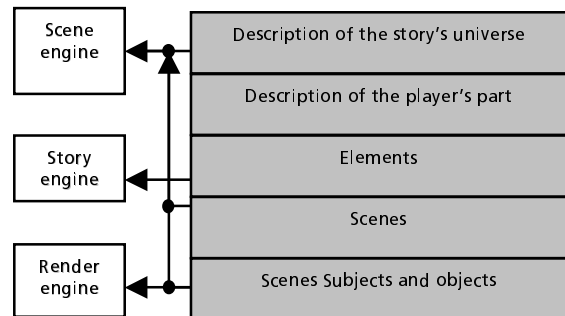 Scene
engine
Description of the story's universe
Description of the player's part
Story
engine
Elements
Scenes
Render
engine
Scenes Subjects and objects